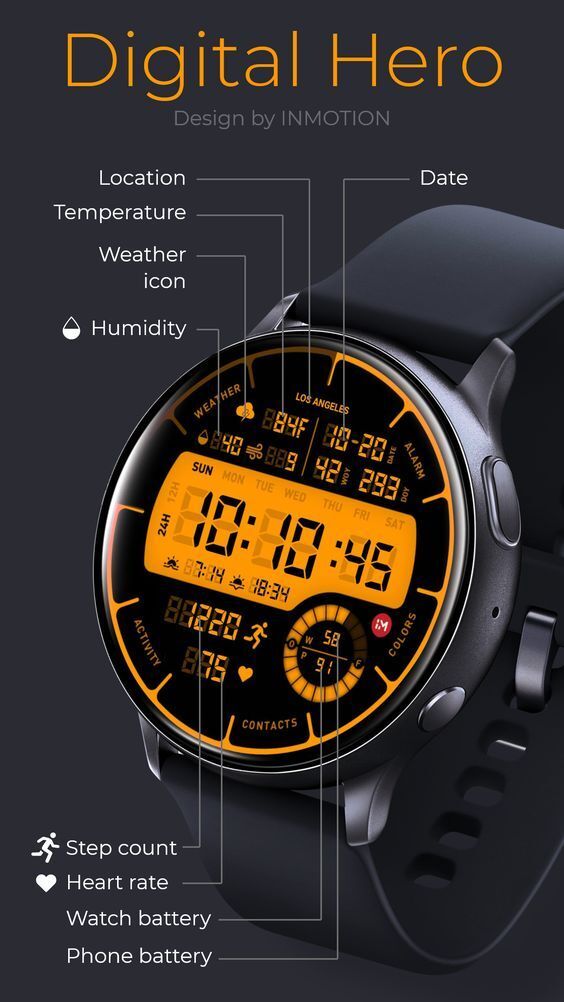 Digital Hero
Design by INMOTION
Location
Date
Temperature
Weather
icon
Humidity
WEATHER
LOS ANGELES
ALARM
84F
10-20 DATE
40
9
42 WOY
293 DOY
SUN MON TUE WED THU FRI SAT
12H
24H
10:10:45
7:14
18:34
1220
75
W 58
P 91
F
IM
COLORS
ACTIVITY
CONTACTS
Step count
Heart rate
Watch battery
Phone battery